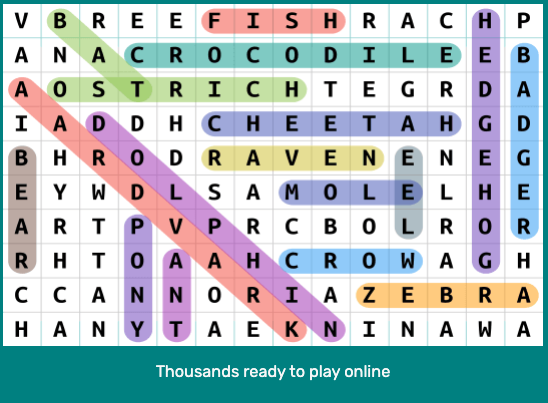 V B R E E F I S H R A C H P
A N A C R O C O D I L E E B
A O S T R I C H T E G R D A
I A D D H C H E E T A H G D
B H R O D R A V E N E N E G
E Y W D L S A M O L E L H E
A R T P V P R C B O L R O R
R H T O A A H C R O W A G H
C C A N N O R I A Z E B R A
H A N Y T A E K N I N A W A
Thousands ready to play online